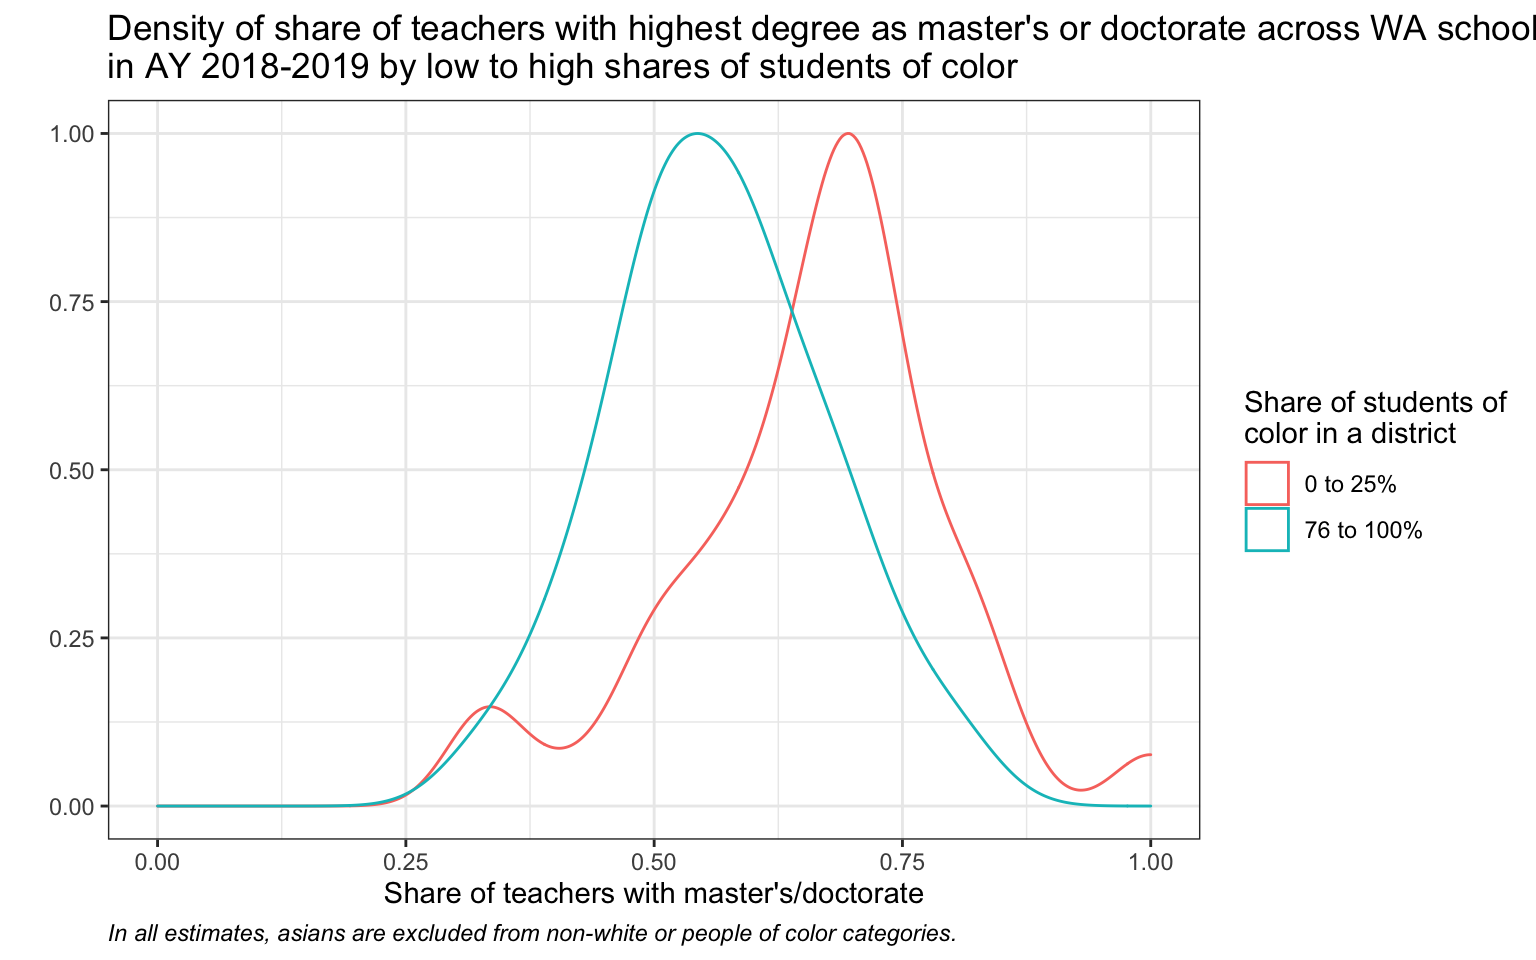 Density of share of teachers with highest degree as master's or doctorate across WA school
in AY 2018-2019 by low to high shares of students of color
1.00
0.75
0.50
0.25
0.00
0.00 0.25 0.50 0.75 1.00
Share of teachers with master's/doctorate
In all estimates, asians are excluded from non-white or people of color categories.
Share of students of
color in a district
0 to 25%
76 to 100%